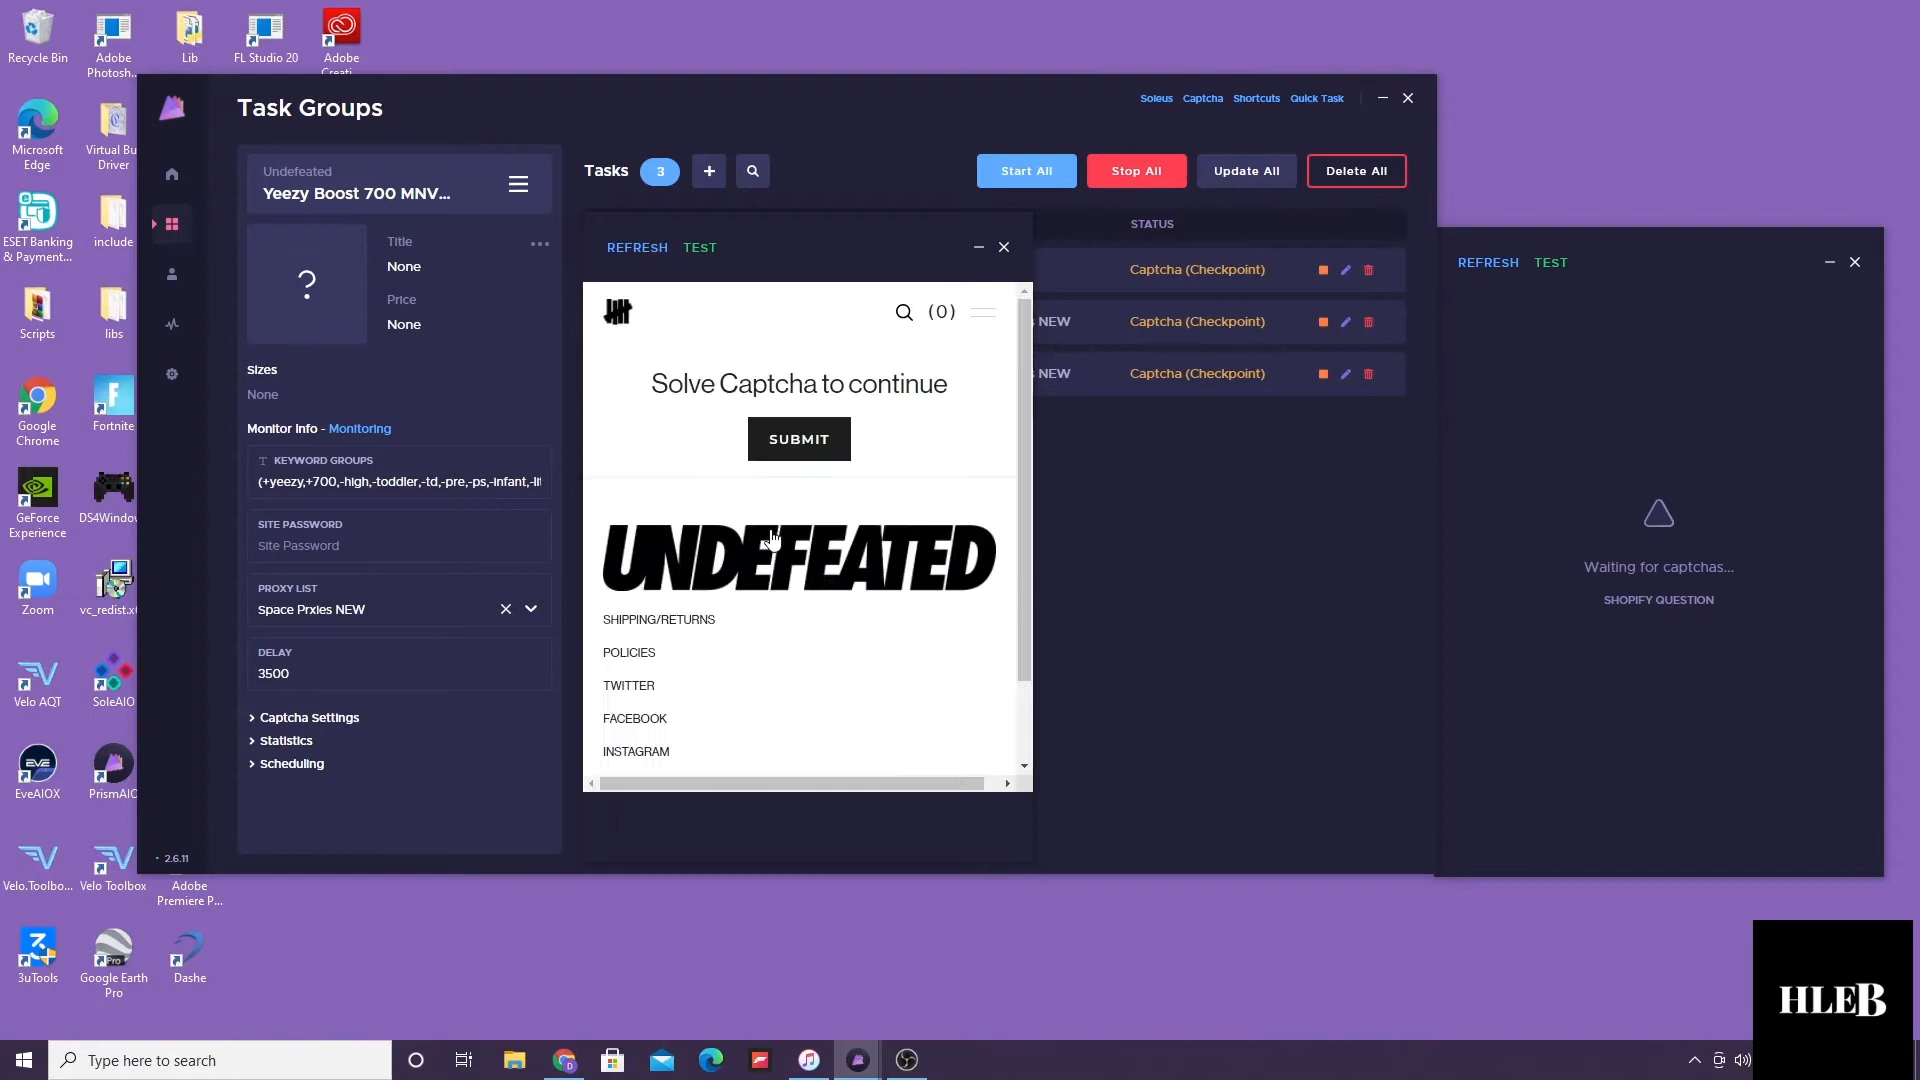 Recycle Bin
Adobe
Photosh...
Lib
FL Studio 20
Adobe
Creati...
Microsoft
Edge
Virtual Bu
Driver
ESET Banking
& Payment...
include
Scripts
libs
Google
Chrome
Fortnite
GeForce
Experience
DS4Windov
Zoom
vc_redist.x
Velo AQT
SoleAIO
EveAIOX
PrismAIO
Velo.Toolbo...
Velo Toolbox
Adobe
Premiere P...
3uTools
Google Earth
Pro
Dashe
Task Groups
Soleus
Captcha
Shortcuts
Quick Task
Undefeated
Yeezy Boost 700 MNV...
Title
None
Price
None
Sizes
None
Monitor Info - Monitoring
KEYWORD GROUPS
(+yeezy,+700,-high,-toddler,-td,-pre,-ps,-infant,-lit
SITE PASSWORD
Site Password
PROXY LIST
Space Prxies NEW
DELAY
3500
Captcha Settings
Statistics
Scheduling
2.6.11
Tasks
3
Start All
Stop All
Update All
Delete All
STATUS
Captcha (Checkpoint)
NEW
Captcha (Checkpoint)
NEW
Captcha (Checkpoint)
REFRESH
TEST
(0)
Solve Captcha to continue
SUBMIT
UNDEFEATED
SHIPPING/RETURNS
POLICIES
TWITTER
FACEBOOK
INSTAGRAM
REFRESH
TEST
Waiting for captchas...
SHOPIFY QUESTION
HLEB
Type here to search